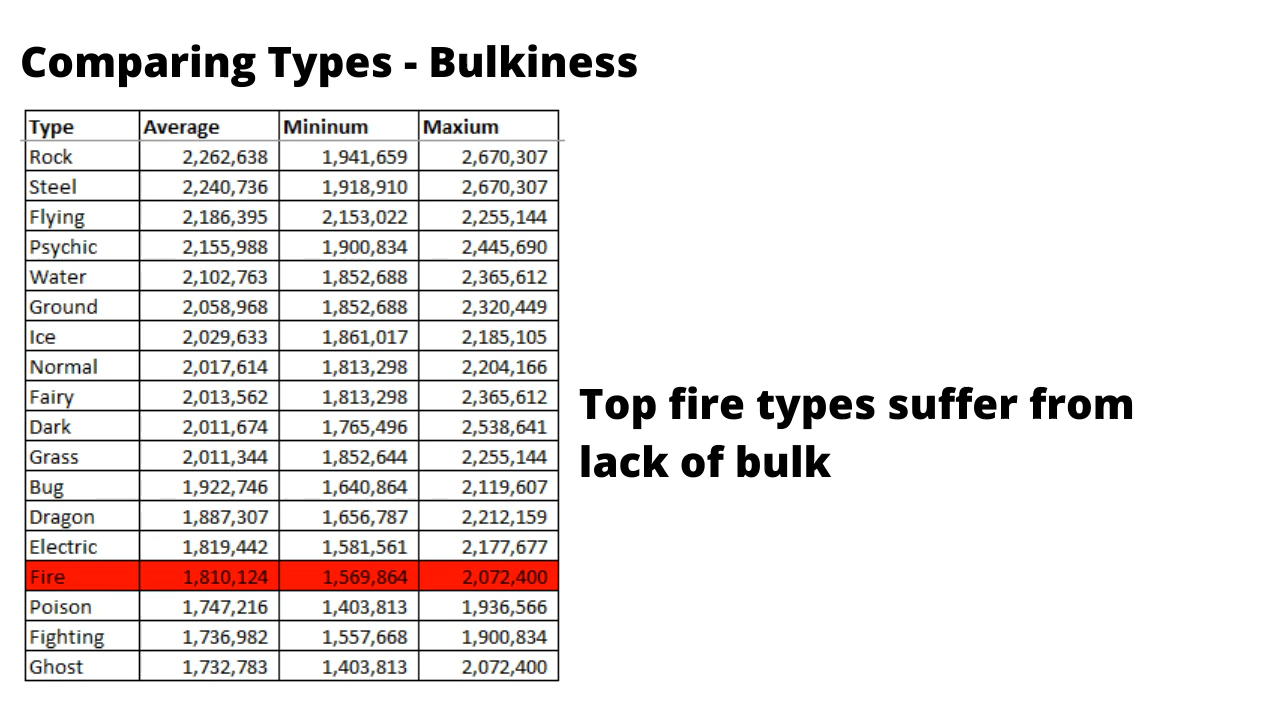 Comparing Types - Bulkiness
Type Average Mininum Maxium
Rock 2,262,638 1,941,659 2,670,307
Steel 2,240,736 1,918,910 2,670,307
Flying 2,186,395 2,153,022 2,255,144
Psychic 2,155,988 1,900,834 2,445,690
Water 2,102,763 1,852,688 2,365,612
Ground 2,058,968 1,852,688 2,320,449
Ice 2,029,633 1,861,017 2,185,105
Normal 2,017,614 1,813,298 2,204,166
Fairy 2,013,562 1,813,298 2,365,612
Dark 2,011,674 1,765,496 2,538,641
Grass 2,011,344 1,852,644 2,255,144
Bug 1,922,746 1,640,864 2,119,607
Dragon 1,887,307 1,656,787 2,212,159
Electric 1,819,442 1,581,561 2,177,677
Fire 1,810,124 1,569,864 2,072,400
Poison 1,747,216 1,403,813 1,936,566
Fighting 1,736,982 1,557,668 1,900,834
Ghost 1,732,783 1,403,813 2,072,400
Top fire types suffer from
lack of bulk